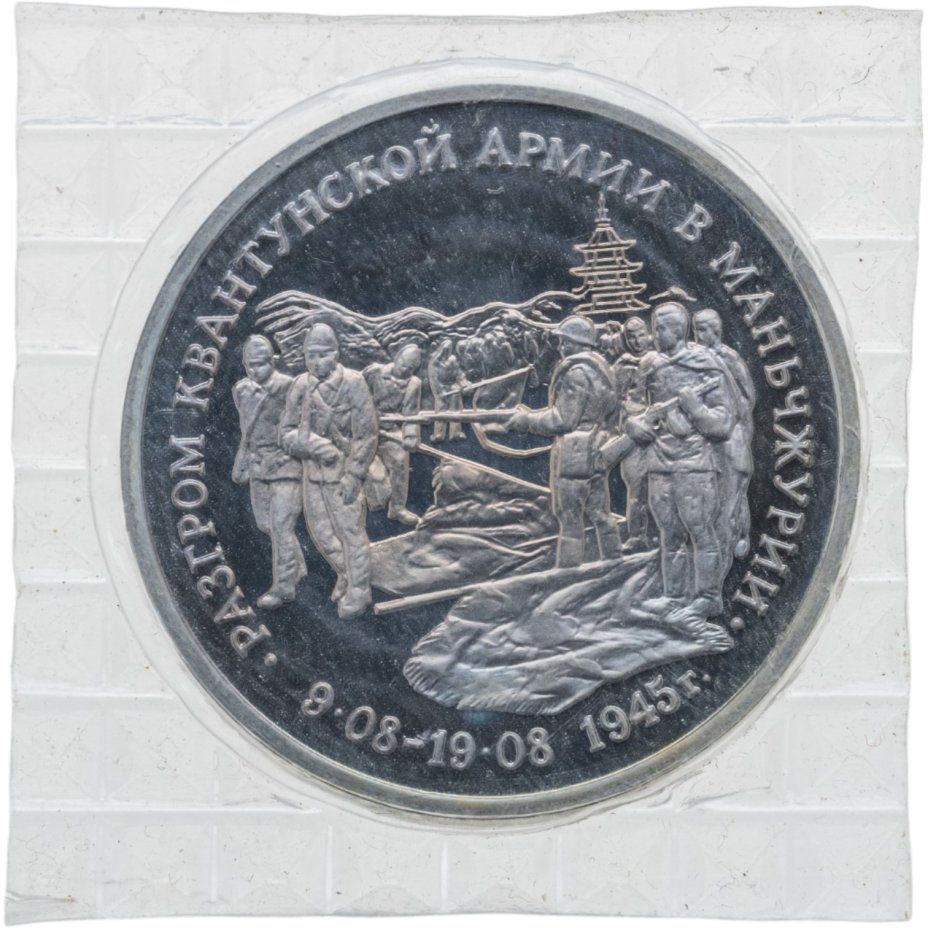 • РАЗГРОМ КВАНТУНСКОЙ АРМИИ В МАНЬЧЖУРИИ •
9•08-19•08 1945г.